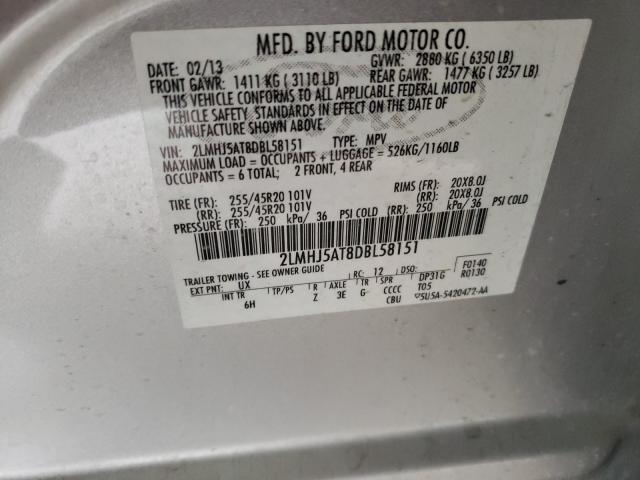 MFD. BY FORD MOTOR CO.
DATE: 02/13 GVWR: 2880 KG ( 6350 LB)
FRONT GAWR: 1411 KG ( 3110 LB) REAR GAWR: 1477 KG ( 3257 LB)
THIS VEHICLE CONFORMS TO ALL APPLICABLE FEDERAL MOTOR
VEHICLE SAFETY STANDARDS IN EFFECT ON THE DATE OF
MANUFACTURE SHOWN ABOVE.
VIN: 2LMHJ5AT8DBL58151 TYPE: MPV
MAXIMUM LOAD = OCCUPANTS + LUGGAGE = 526KG/1160LB
OCCUPANTS = 6 TOTAL; 2 FRONT, 4 REAR
TIRE (FR): 255/45R20 101V RIMS (FR): 20X8.0J
(RR): 255/45R20 101V (RR): 20X8.0J
PRESSURE (FR): 250 kPa/ 36 PSI COLD (RR) 250 kPa/ 36 PSI COLD
2LMHJ5AT8DBL58151
TRAILER TOWING - SEE OWNER GUIDE RC: 12 DSO: F0140
EXT PNT: UX DP31G R0130
INT TR TP/PS R AXLE TR SPR T05
6H Z 3E G CCCC
CBU 5U5A-5420472-AA